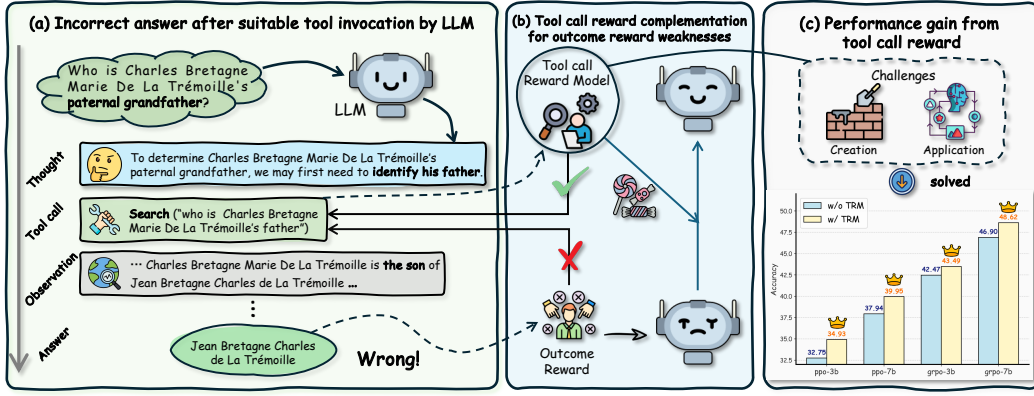 (a) Incorrect answer after suitable tool invocation by LLM
Who is Charles Bretagne
Marie De La Trémoille's
paternal grandfather?
LLM
Thought
To determine Charles Bretagne Marie De La Trémoille's
paternal grandfather, we may first need to identify his father.
Tool call
Search ("who is Charles Bretagne
Marie De La Trémoille's father")
Observation
... Charles Bretagne Marie De La Trémoille is the son of
Jean Bretagne Charles de La Trémoille ...
Answer
Jean Bretagne Charles
de La Trémoille
Wrong!
(b) Tool call reward complementation
for outcome reward weaknesses
Tool call
Reward Model
Outcome
Reward
(c) Performance gain from
tool call reward
Challenges
Creation
Application
solved
w/o TRM
w/ TRM
Accuracy
50.0
47.5
45.0
42.5
40.0
37.5
35.0
32.5
32.75
34.93
37.94
39.95
42.47
43.49
46.90
48.62
ppo-3b
ppo-7b
grpo-3b
grpo-7b